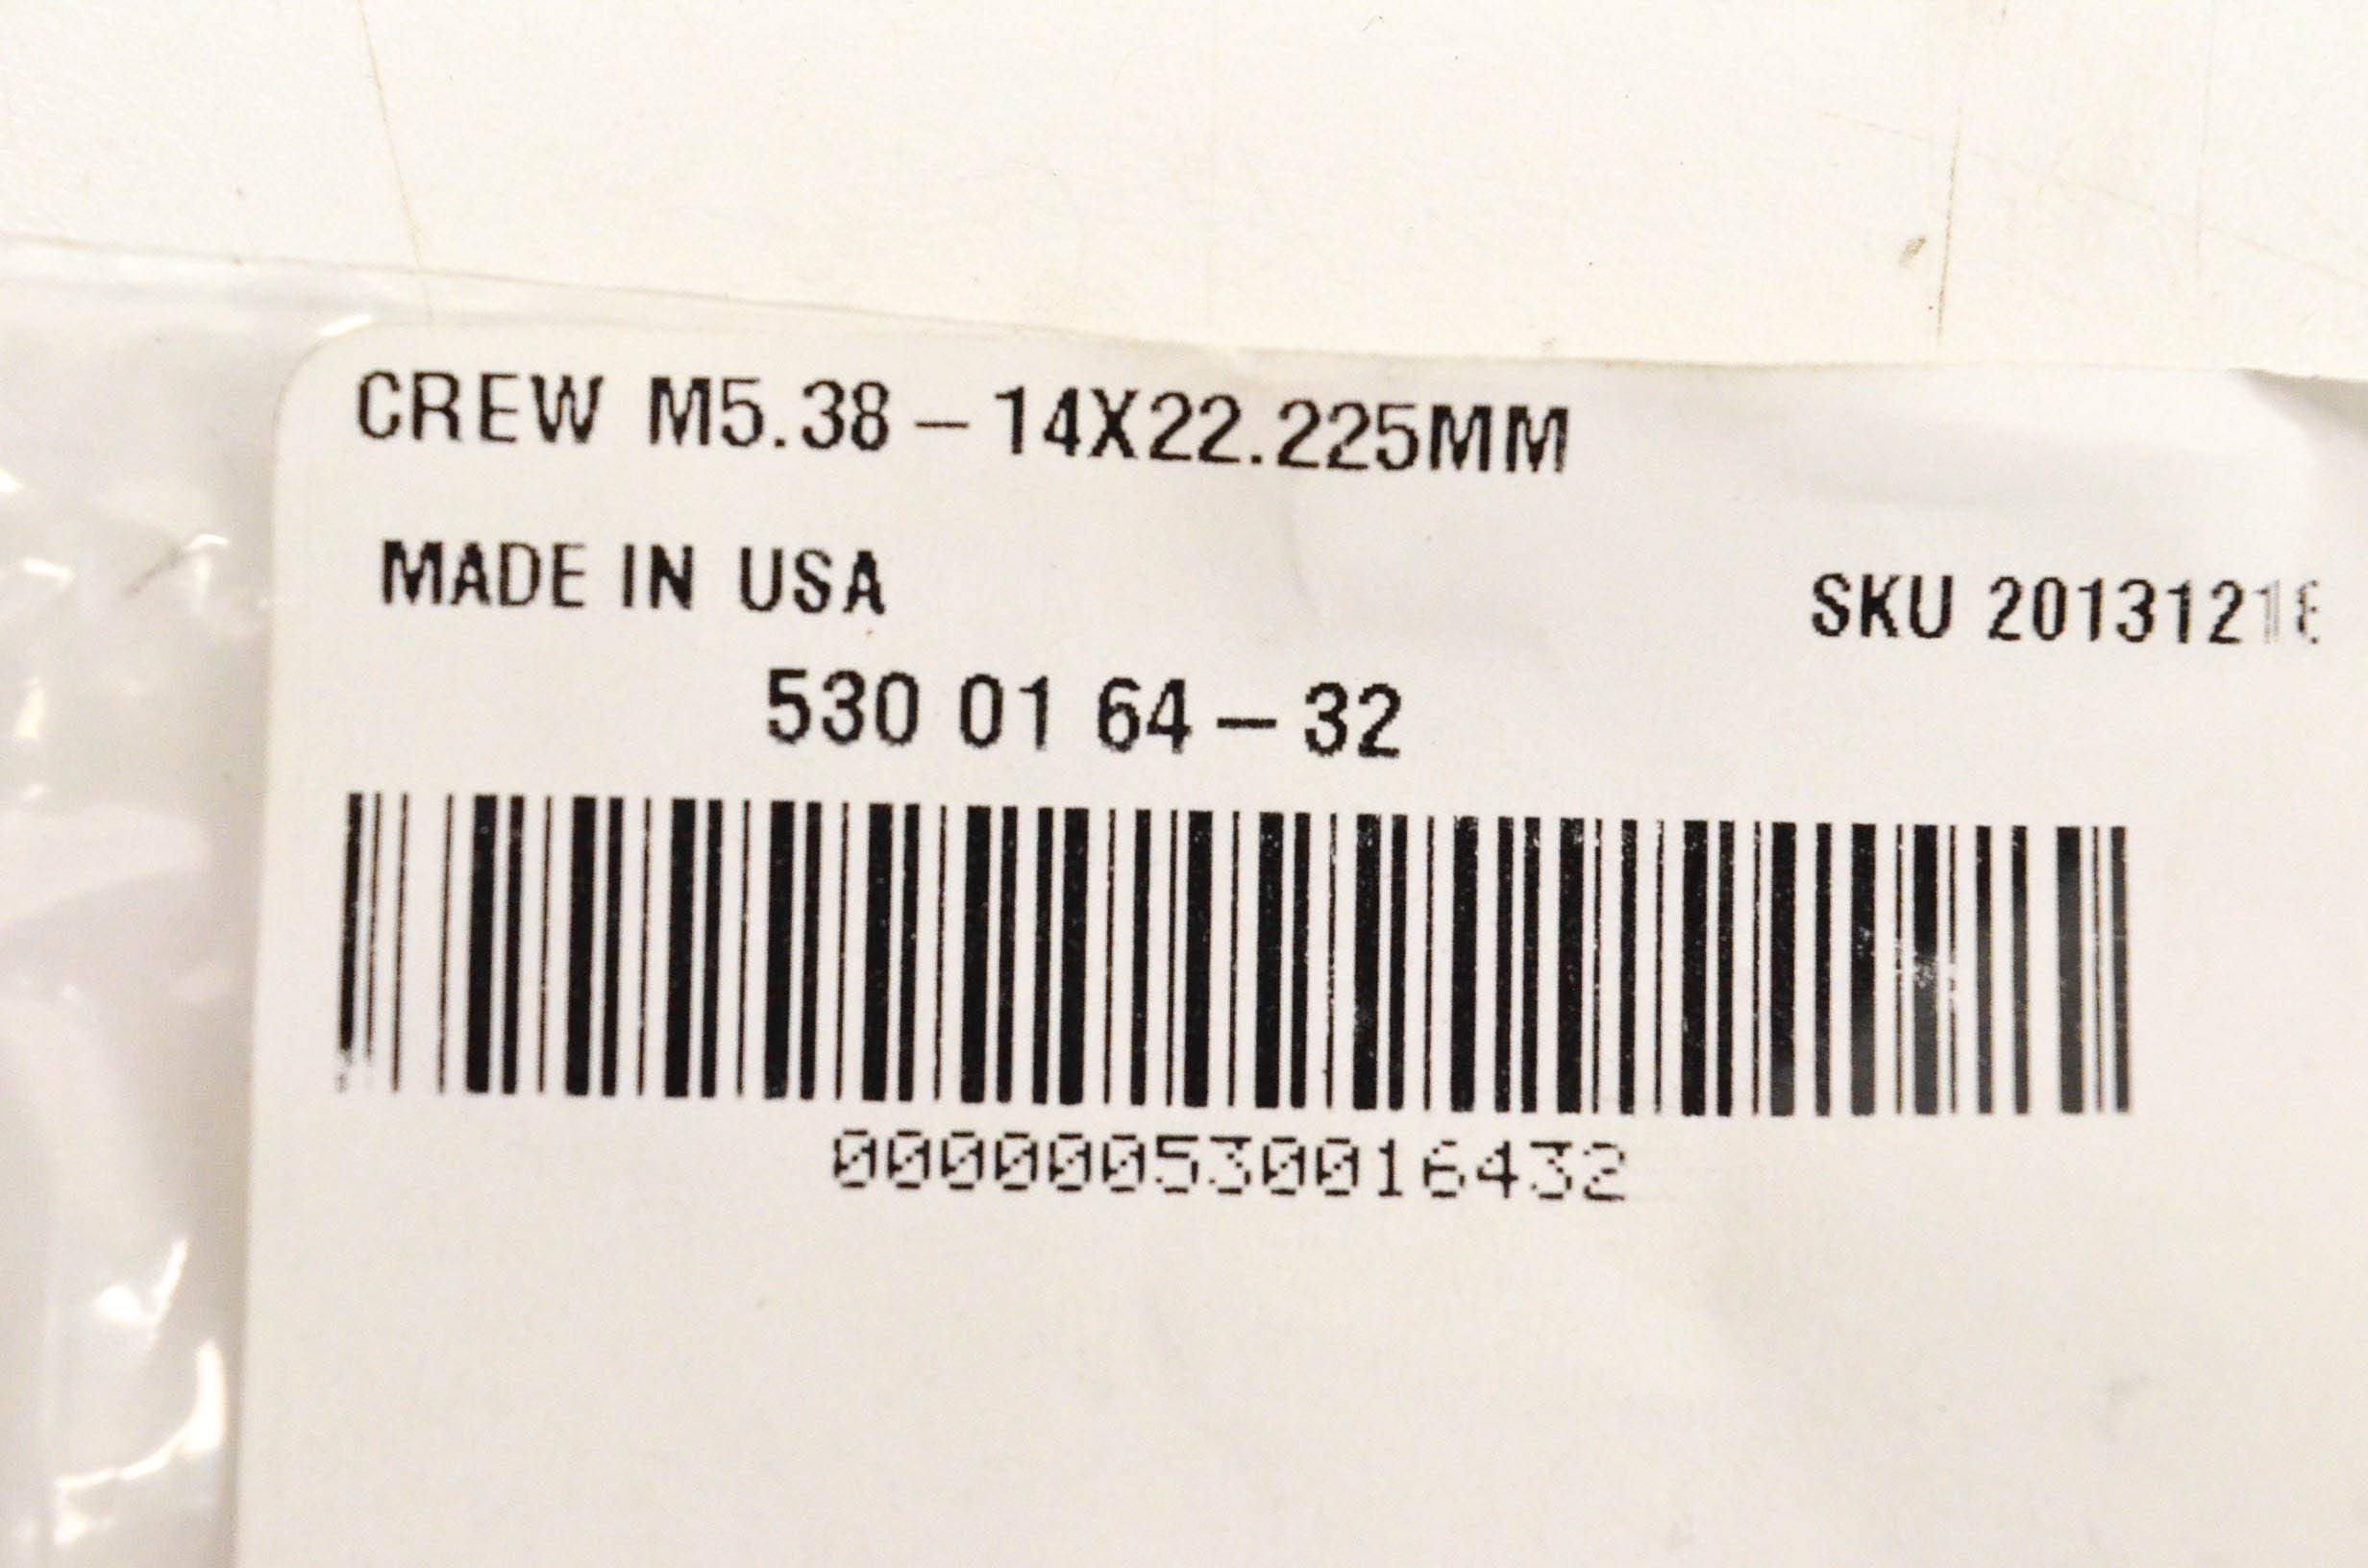 CREW M5.38-14X22.225MM
MADE IN USA
SKU 2013121
530 01 64-32
000000530016432